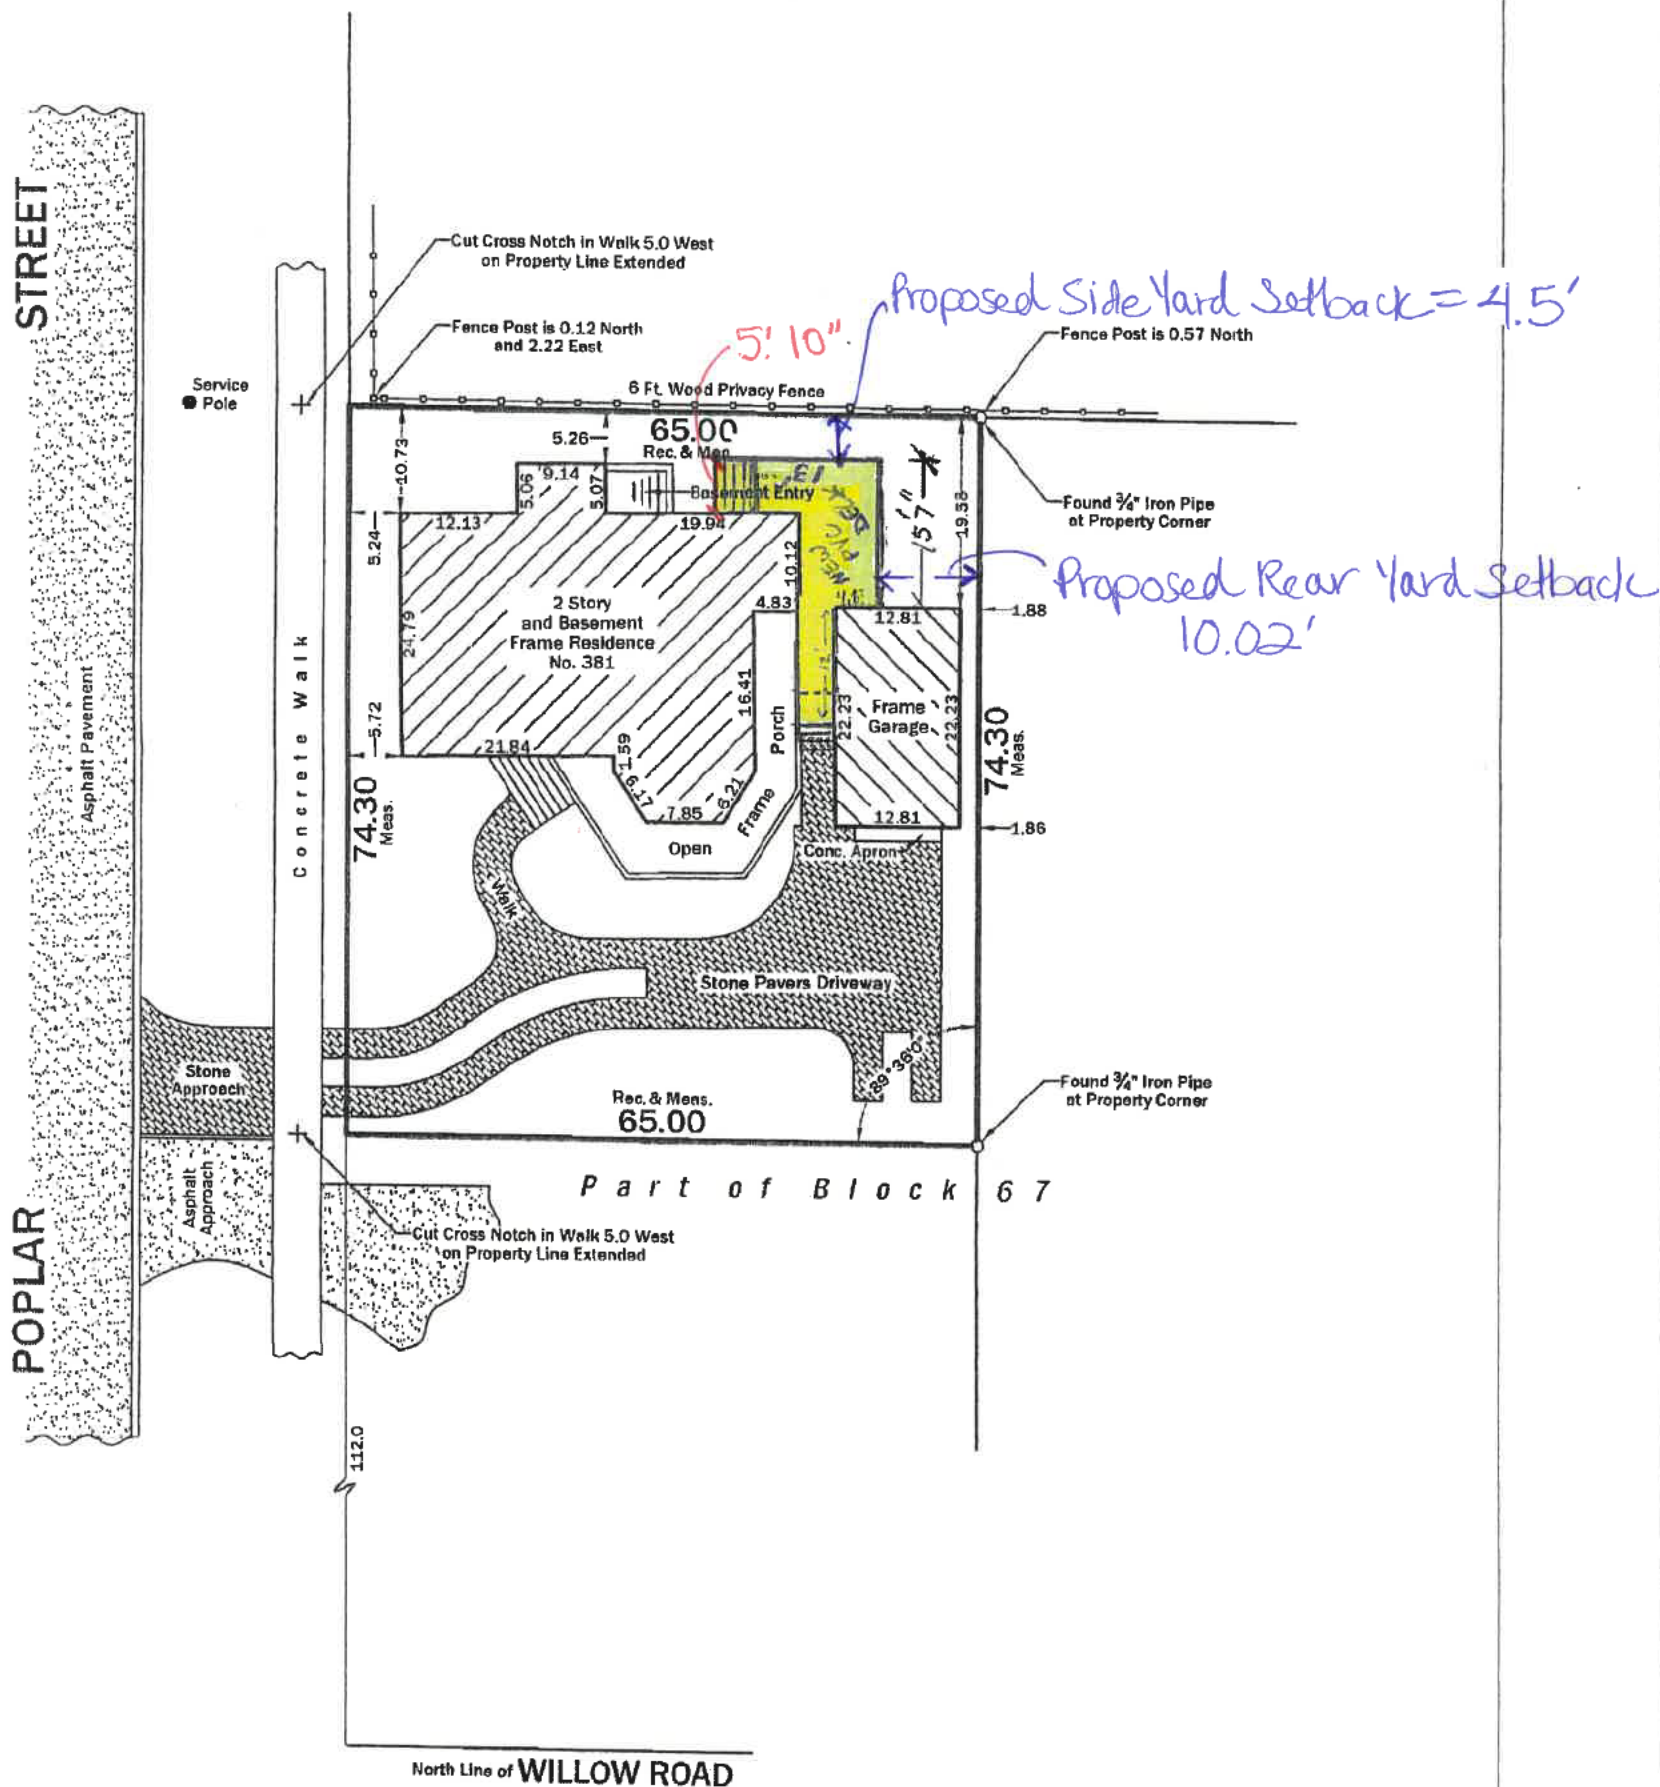 STREET
POPLAR
Asphalt Pavement
Concrete Walk
Service
Pole
Cut Cross Notch in Walk 5.0 West
on Property Line Extended
Fence Post is 0.12 North
and 2.22 East
Proposed Side Yard Setback = 4.5'
5' 10"
Fence Post is 0.57 North
6 Ft. Wood Privacy Fence
65.00
Rec. & Meas.
10.73
5.26
9.14
5.06
5.07
Basement Entry
12.13
19.94
5.24
24.79
5.72
10.12
4.83
NEW
PVC
DECK
13'
15'7"
19.58
Found ¾" Iron Pipe
at Property Corner
Proposed Rear Yard Setback
10.02'
1.88
2 Story
and Basement
Frame Residence
No. 381
12.81
Frame
Garage
22.23
22.23
12'
12.81
1.86
74.30
Meas.
74.30
Meas.
16.41
Porch
Frame
Open
21.84
1.59
6.17
7.85
6.21
Conc. Apron
Walk
Stone Pavers Driveway
Stone
Approach
89°36'0"
Rec. & Meas.
65.00
Found ¾" Iron Pipe
at Property Corner
Part of Block 67
Asphalt
Approach
Cut Cross Notch in Walk 5.0 West
on Property Line Extended
112.0
North Line of WILLOW ROAD